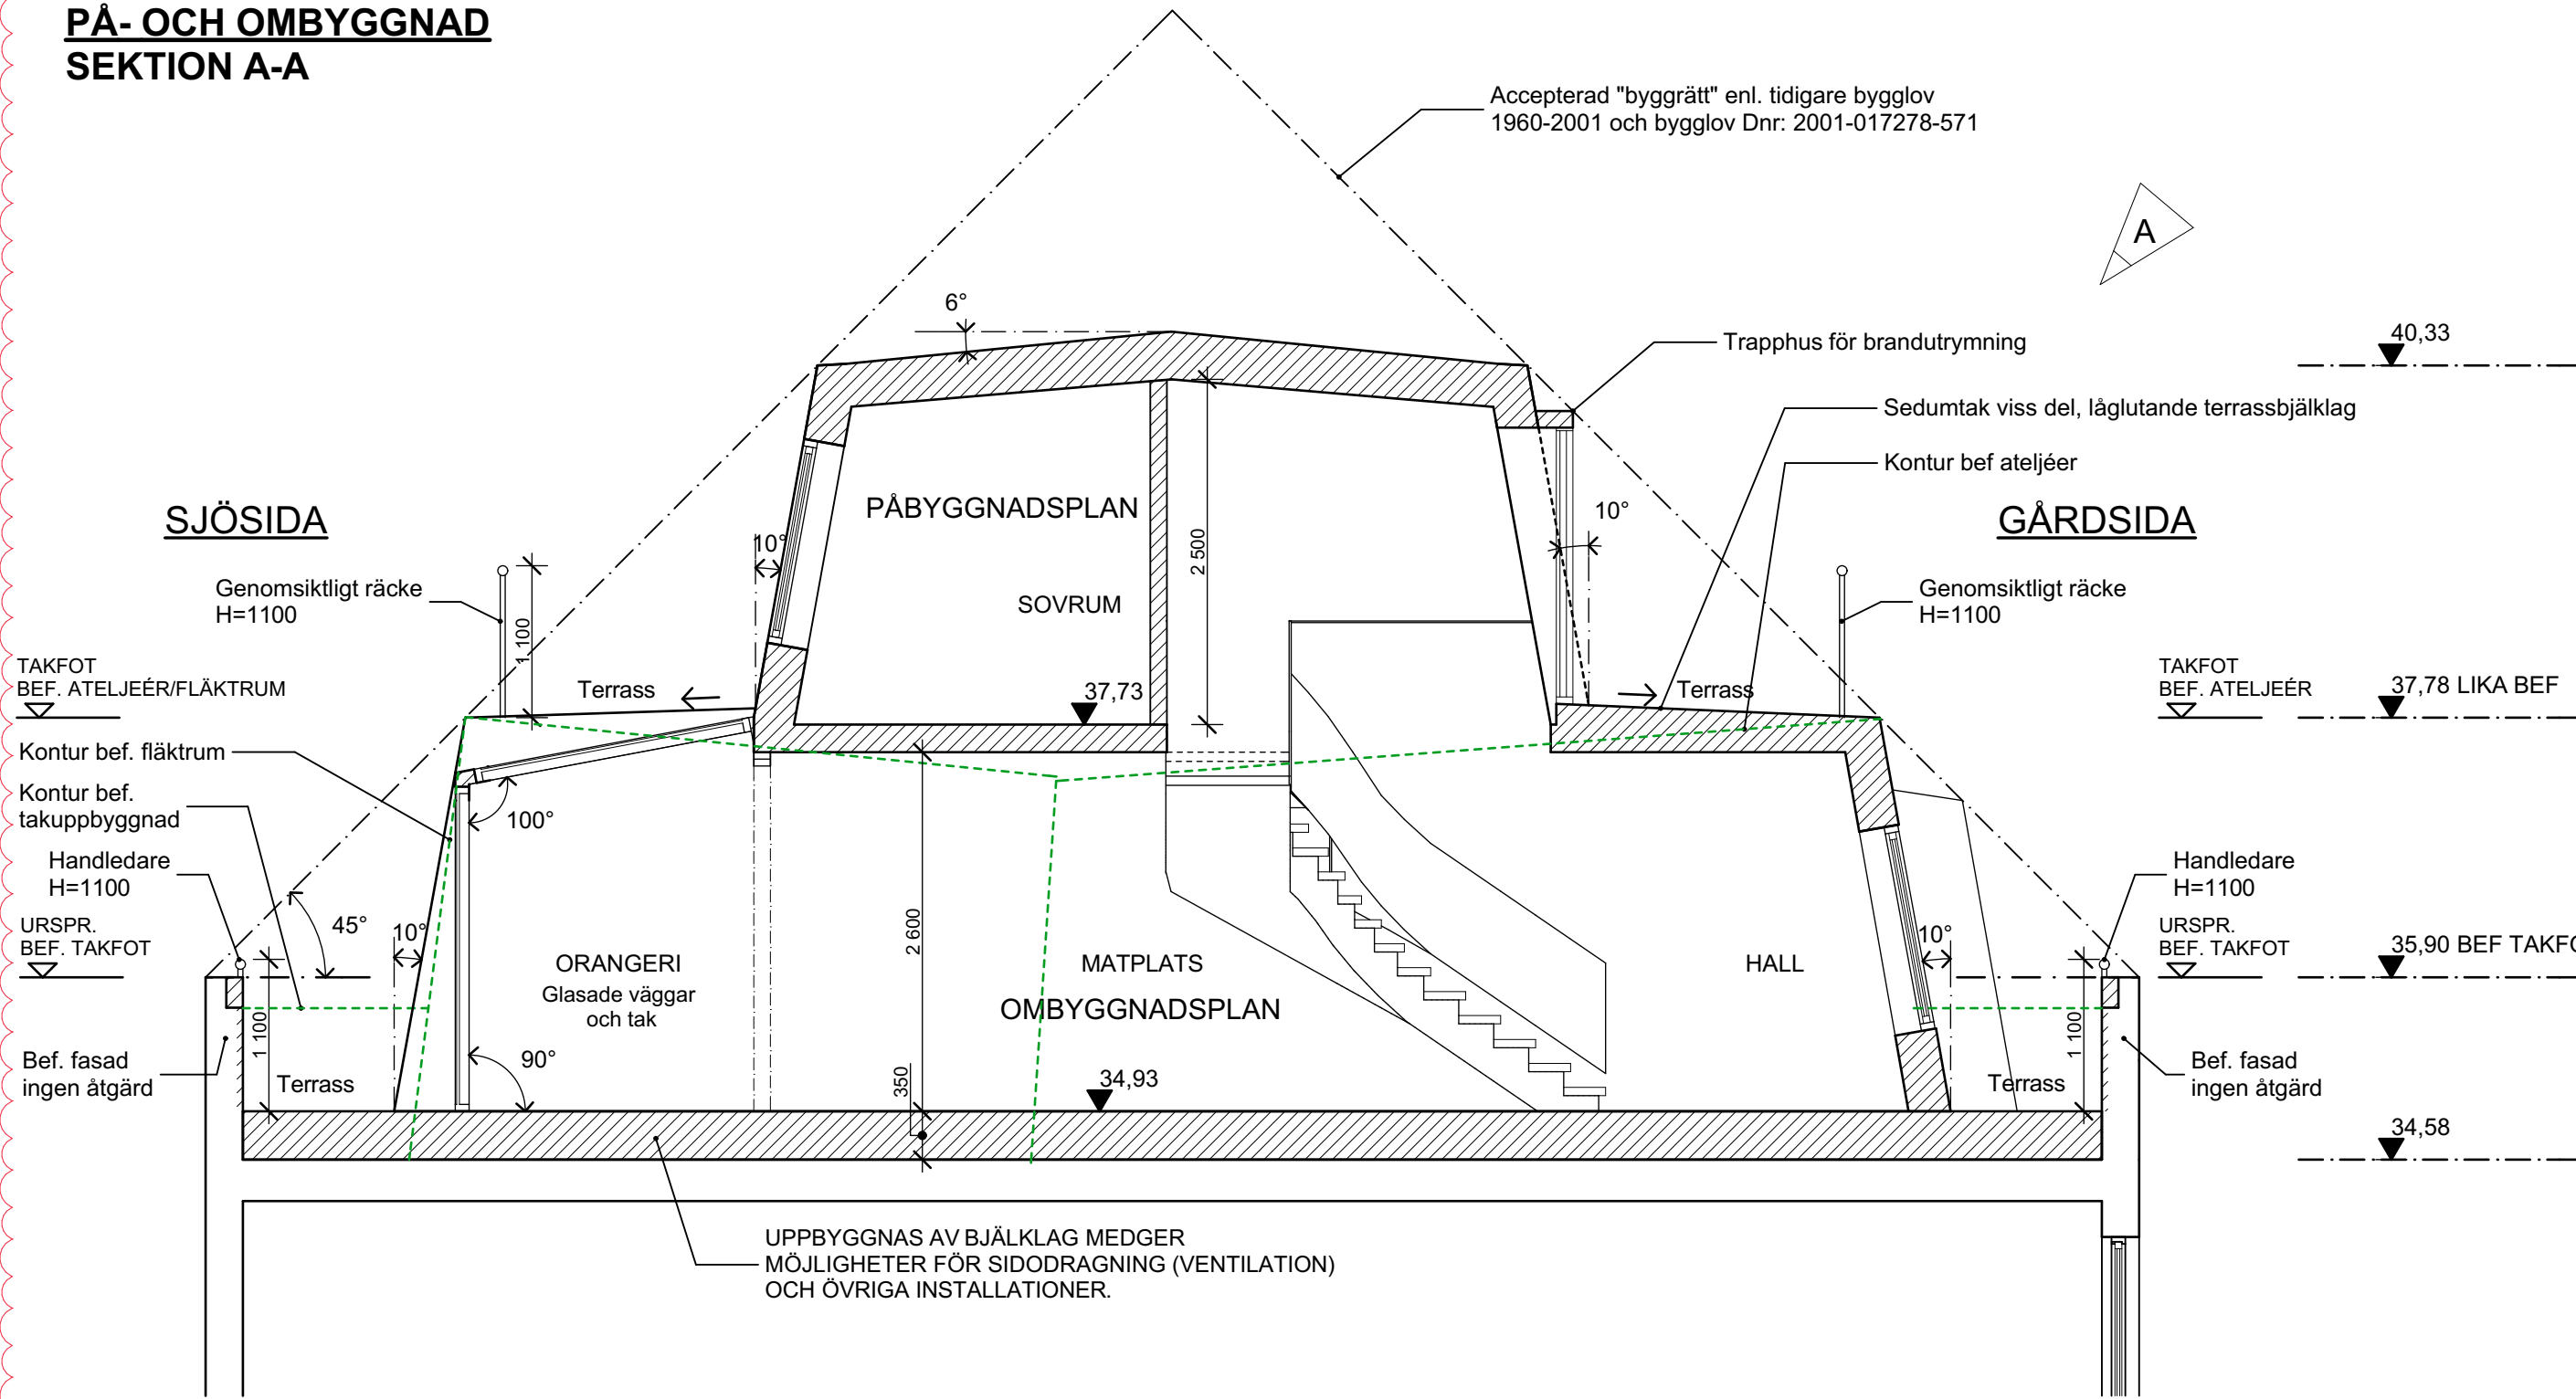 PÅ- OCH OMBYGGNAD
SEKTION A-A
Accepterad "byggrätt" enl. tidigare bygglov
1960-2001 och bygglov Dnr: 2001-017278-571
A
6°
Trapphus för brandutrymning
40,33
Sedumtak viss del, låglutande terrassbjälklag
Kontur bef ateljéer
SJÖSIDA
PÅBYGGNADSPLAN
GÅRDSIDA
10°
10°
2 500
Genomsiktligt räcke
H=1100
1 100
SOVRUM
Genomsiktligt räcke
H=1100
TAKFOT
BEF. ATELJEÉR/FLÄKTRUM
Terrass
37,73
Terrass
TAKFOT
BEF. ATELJEÉR
37,78 LIKA BEF
Kontur bef. fläktrum
Kontur bef.
takuppbyggnad
100°
Handledare
H=1100
Handledare
H=1100
URSPR.
BEF. TAKFOT
45°
10°
2 600
10°
URSPR.
BEF. TAKFOT
35,90 BEF TAKFO
ORANGERI
Glasade väggar
och tak
MATPLATS
OMBYGGNADSPLAN
HALL
1 100
1 100
Bef. fasad
ingen åtgärd
Terrass
90°
350
34,93
Terrass
Bef. fasad
ingen åtgärd
34,58
UPPBYGGNAS AV BJÄLKLAG MEDGER
MÖJLIGHETER FÖR SIDODRAGNING (VENTILATION)
OCH ÖVRIGA INSTALLATIONER.